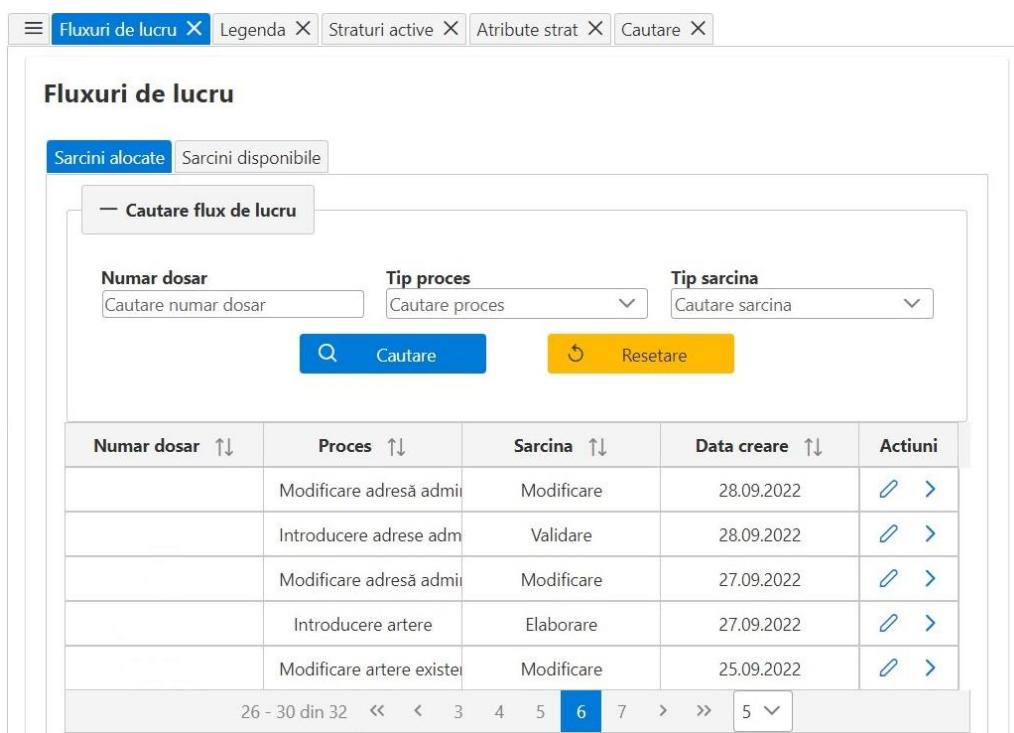 Fluxuri de lucru Legenda Straturi active Atribute strat Cautare
Fluxuri de lucru
Sarcini alocate Sarcini disponibile
Cautare flux de lucru
Numar dosar Tip proces Tip sarcina
Cautare numar dosar Cautare proces Cautare sarcina
Cautare Resetare
Numar dosar Proces Sarcina Data creare Actiuni
Modificare adresă admin Modificare 28.09.2022
Introducere adrese adm Validare 28.09.2022
Modificare adresă admin Modificare 27.09.2022
Introducere artere Elaborare 27.09.2022
Modificare artere existen Modificare 25.09.2022
26 - 30 din 32 << < 3 4 5 6 7 > >> 5